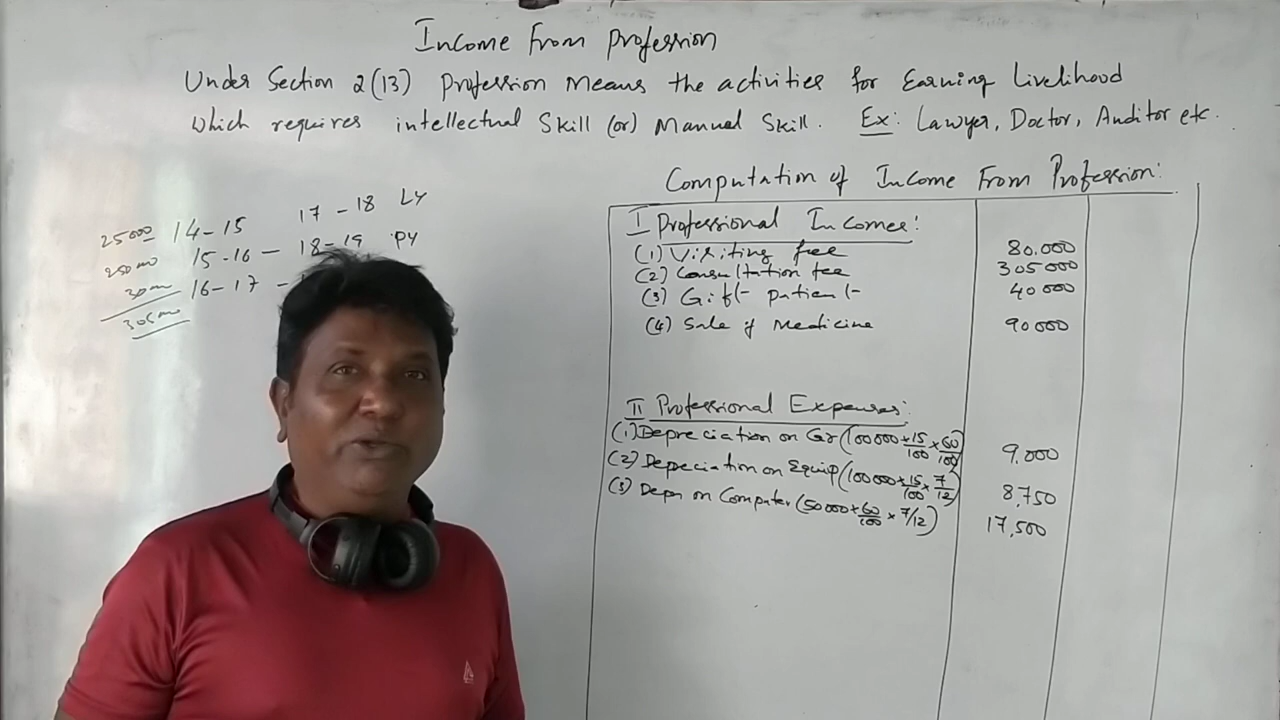 Income From Profession
Under Section 2(13) Profession Means the activities for Earning Livelihood
which requires intellectual Skill (or) Manual Skill. Ex: Lawyer, Doctor, Auditor etc.
25000 14-15 17-18 LY
250000 15-16 - 18-19 PY
30000 16-17 -
305000
Computation of Income From Profession:
I Professional Incomes:
(1) Visiting fee 80,000
(2) Consultation fee 305000
(3) Gift - patient - 40000
(4) Sale of Medicine 90000
II Professional Expenses:
(1) Depreciation on Car (100000 × 15/100 × 60/100) 9,000
(2) Depeciation on Equip (100000 × 15/100 × 7/12) 8,750
(3) Depn on Computer (50000 × 60/100 × 7/12) 17,500